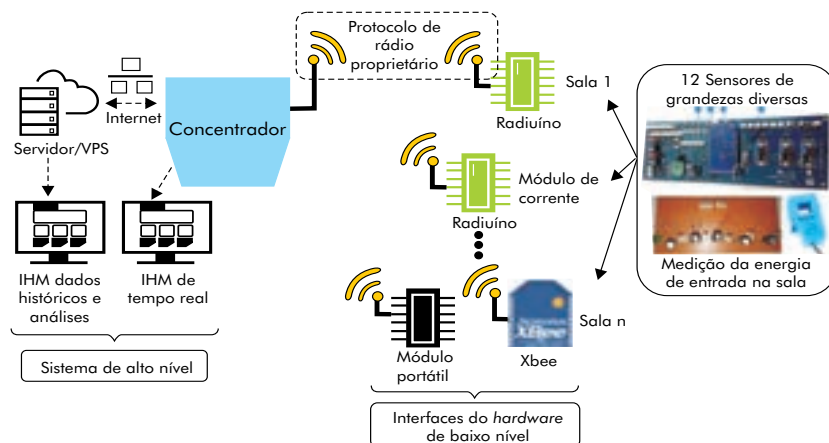 Protocolo de
rádio
proprietário
Internet
Servidor/VPS
Concentrador
Sala 1
Radiuíno
12 Sensores de
grandezas diversas
Módulo de
corrente
Radiuíno
Medição da energia
de entrada na sala
IHM dados
históricos e
análises
IHM de
tempo real
Sistema de alto nível
Módulo
portátil
XBee
Xbee
Sala n
Interfaces do hardware
de baixo nível